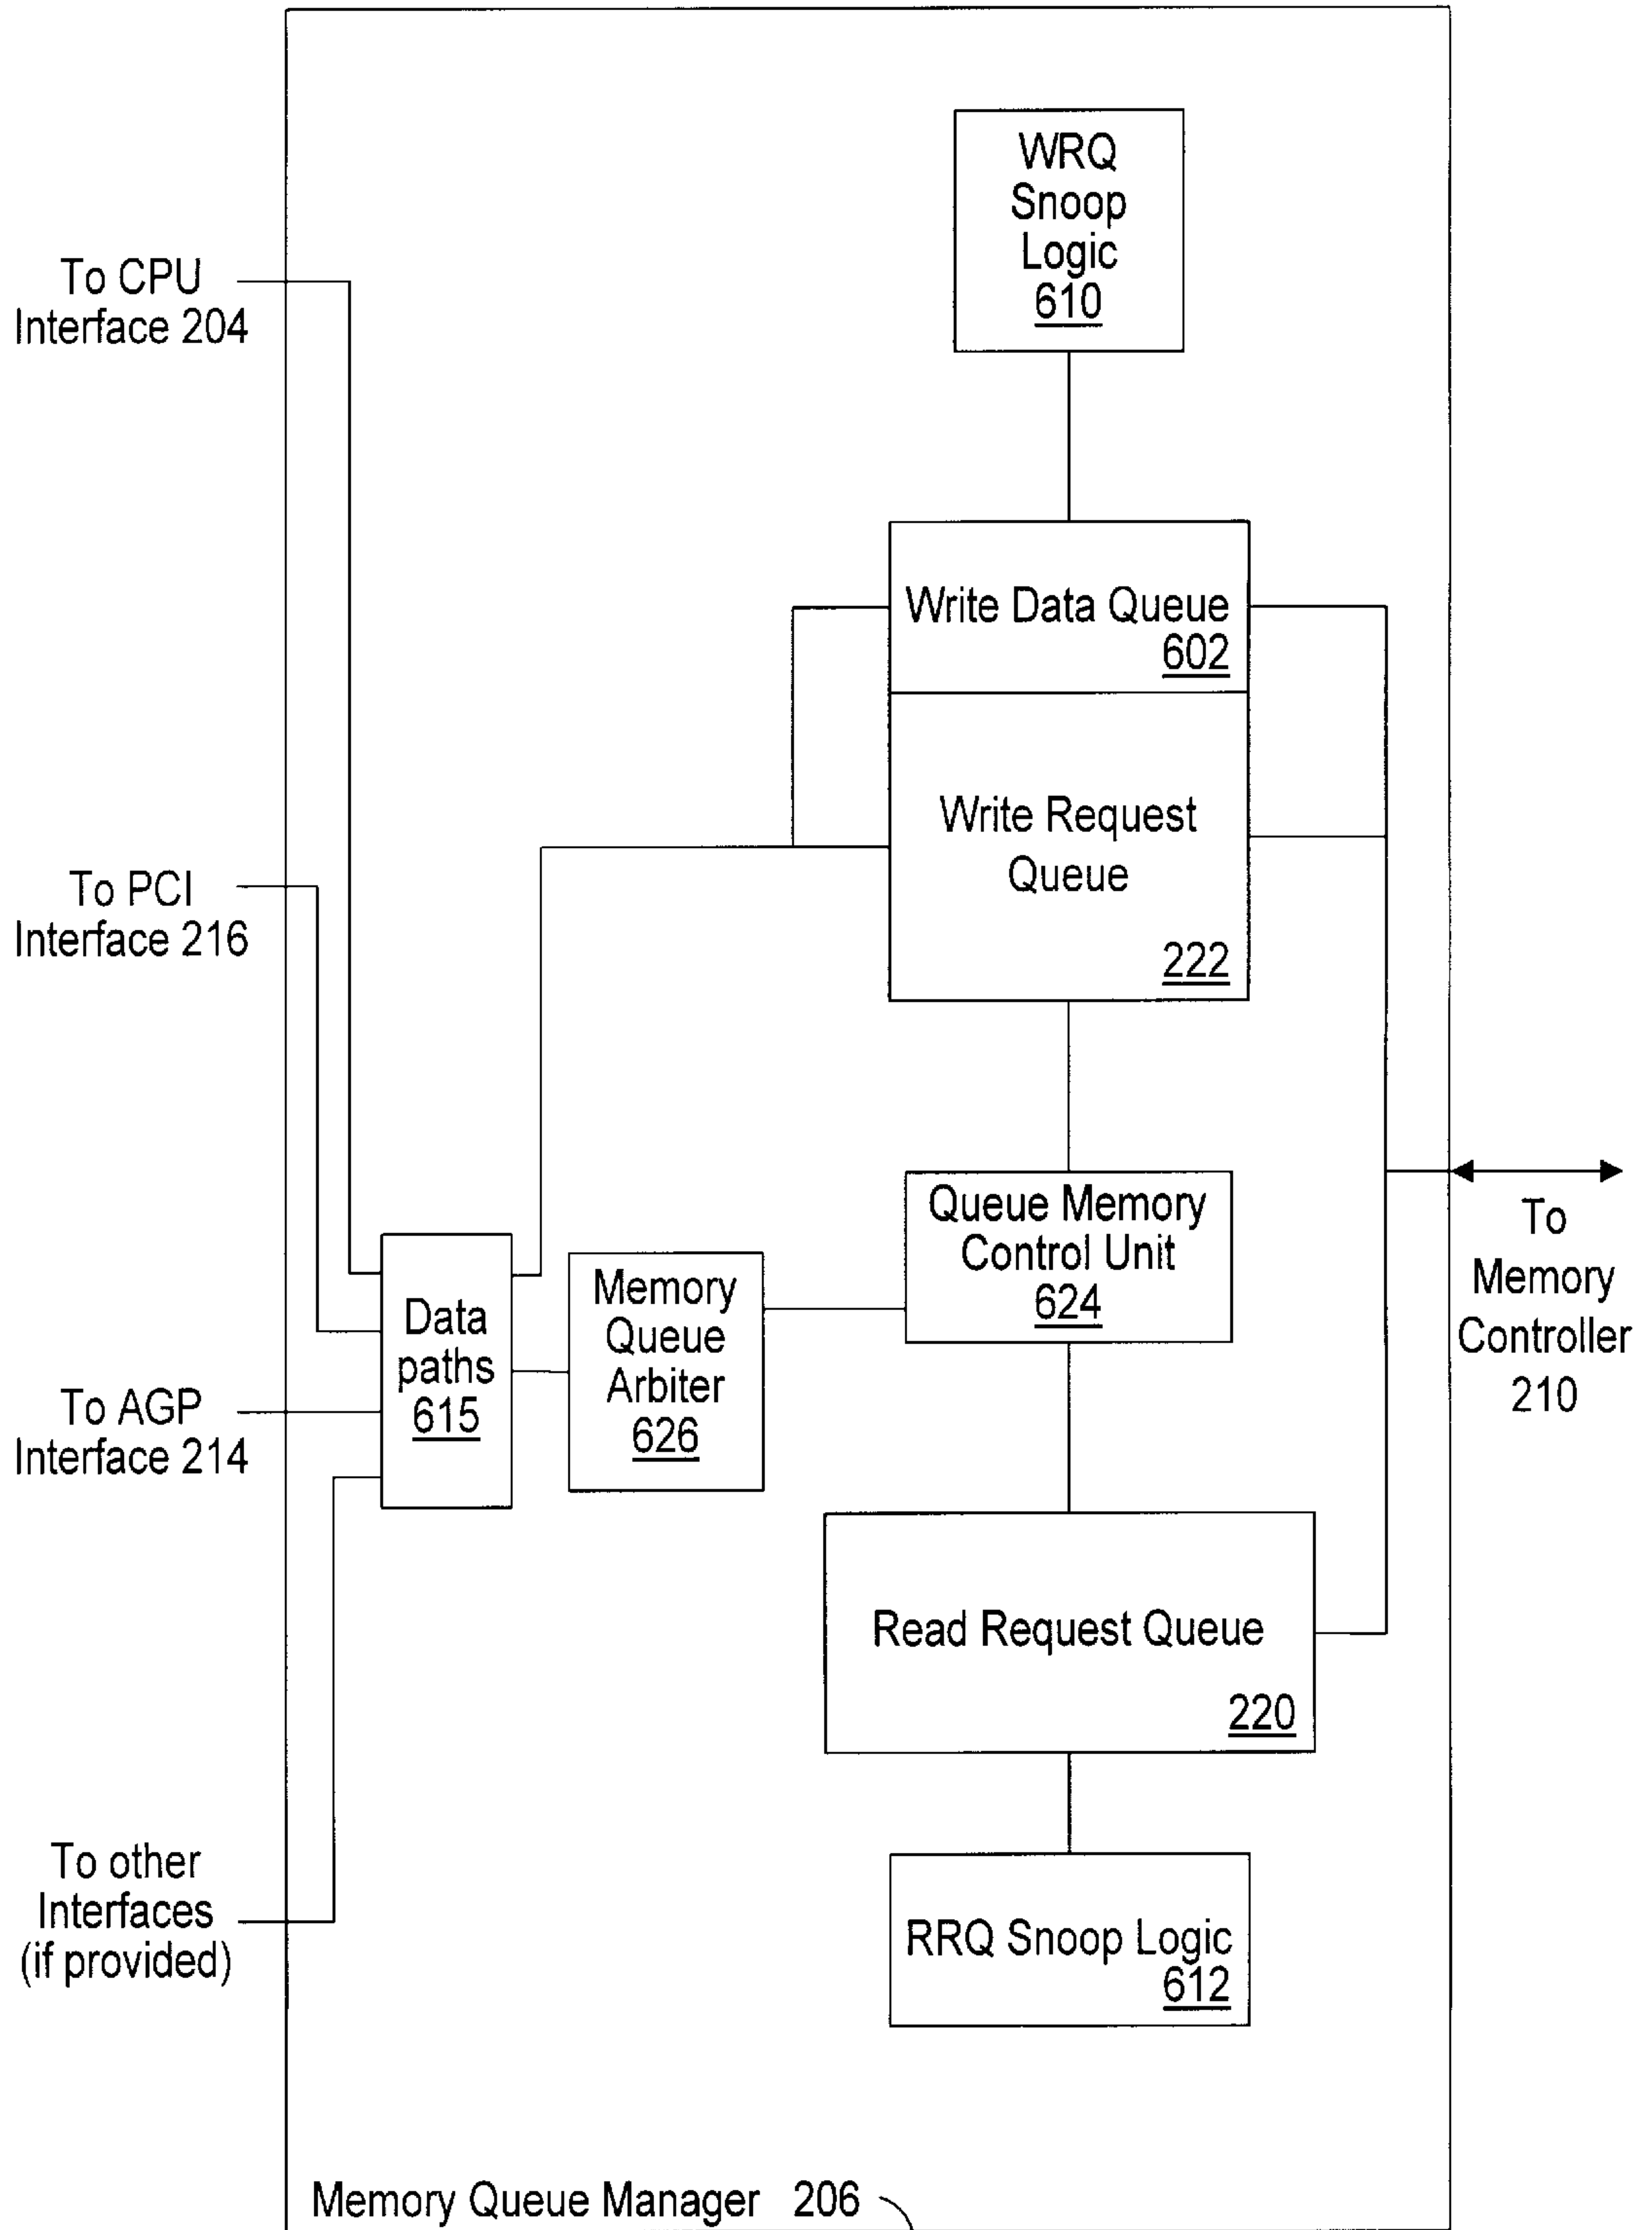 WRQ
Snoop
Logic
610
To CPU
Interface 204
Write Data Queue
602
Write Request
Queue
222
To PCI
Interface 216
Queue Memory
Control Unit
624
To
Memory
Controller
210
Memory
Queue
Arbiter
626
Data
paths
615
To AGP
Interface 214
Read Request Queue
220
To other
Interfaces
(if provided)
RRQ Snoop Logic
612
Memory Queue Manager 206